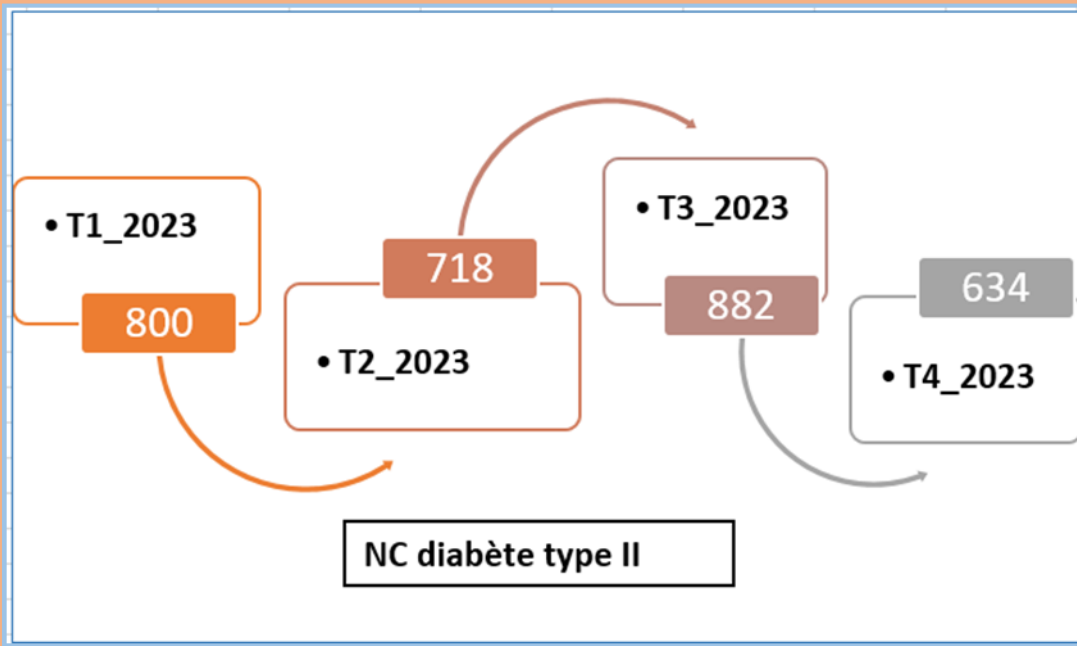 • T1_2023
800
718
• T2_2023
• T3_2023
882
634
• T4_2023
NC diabète type II